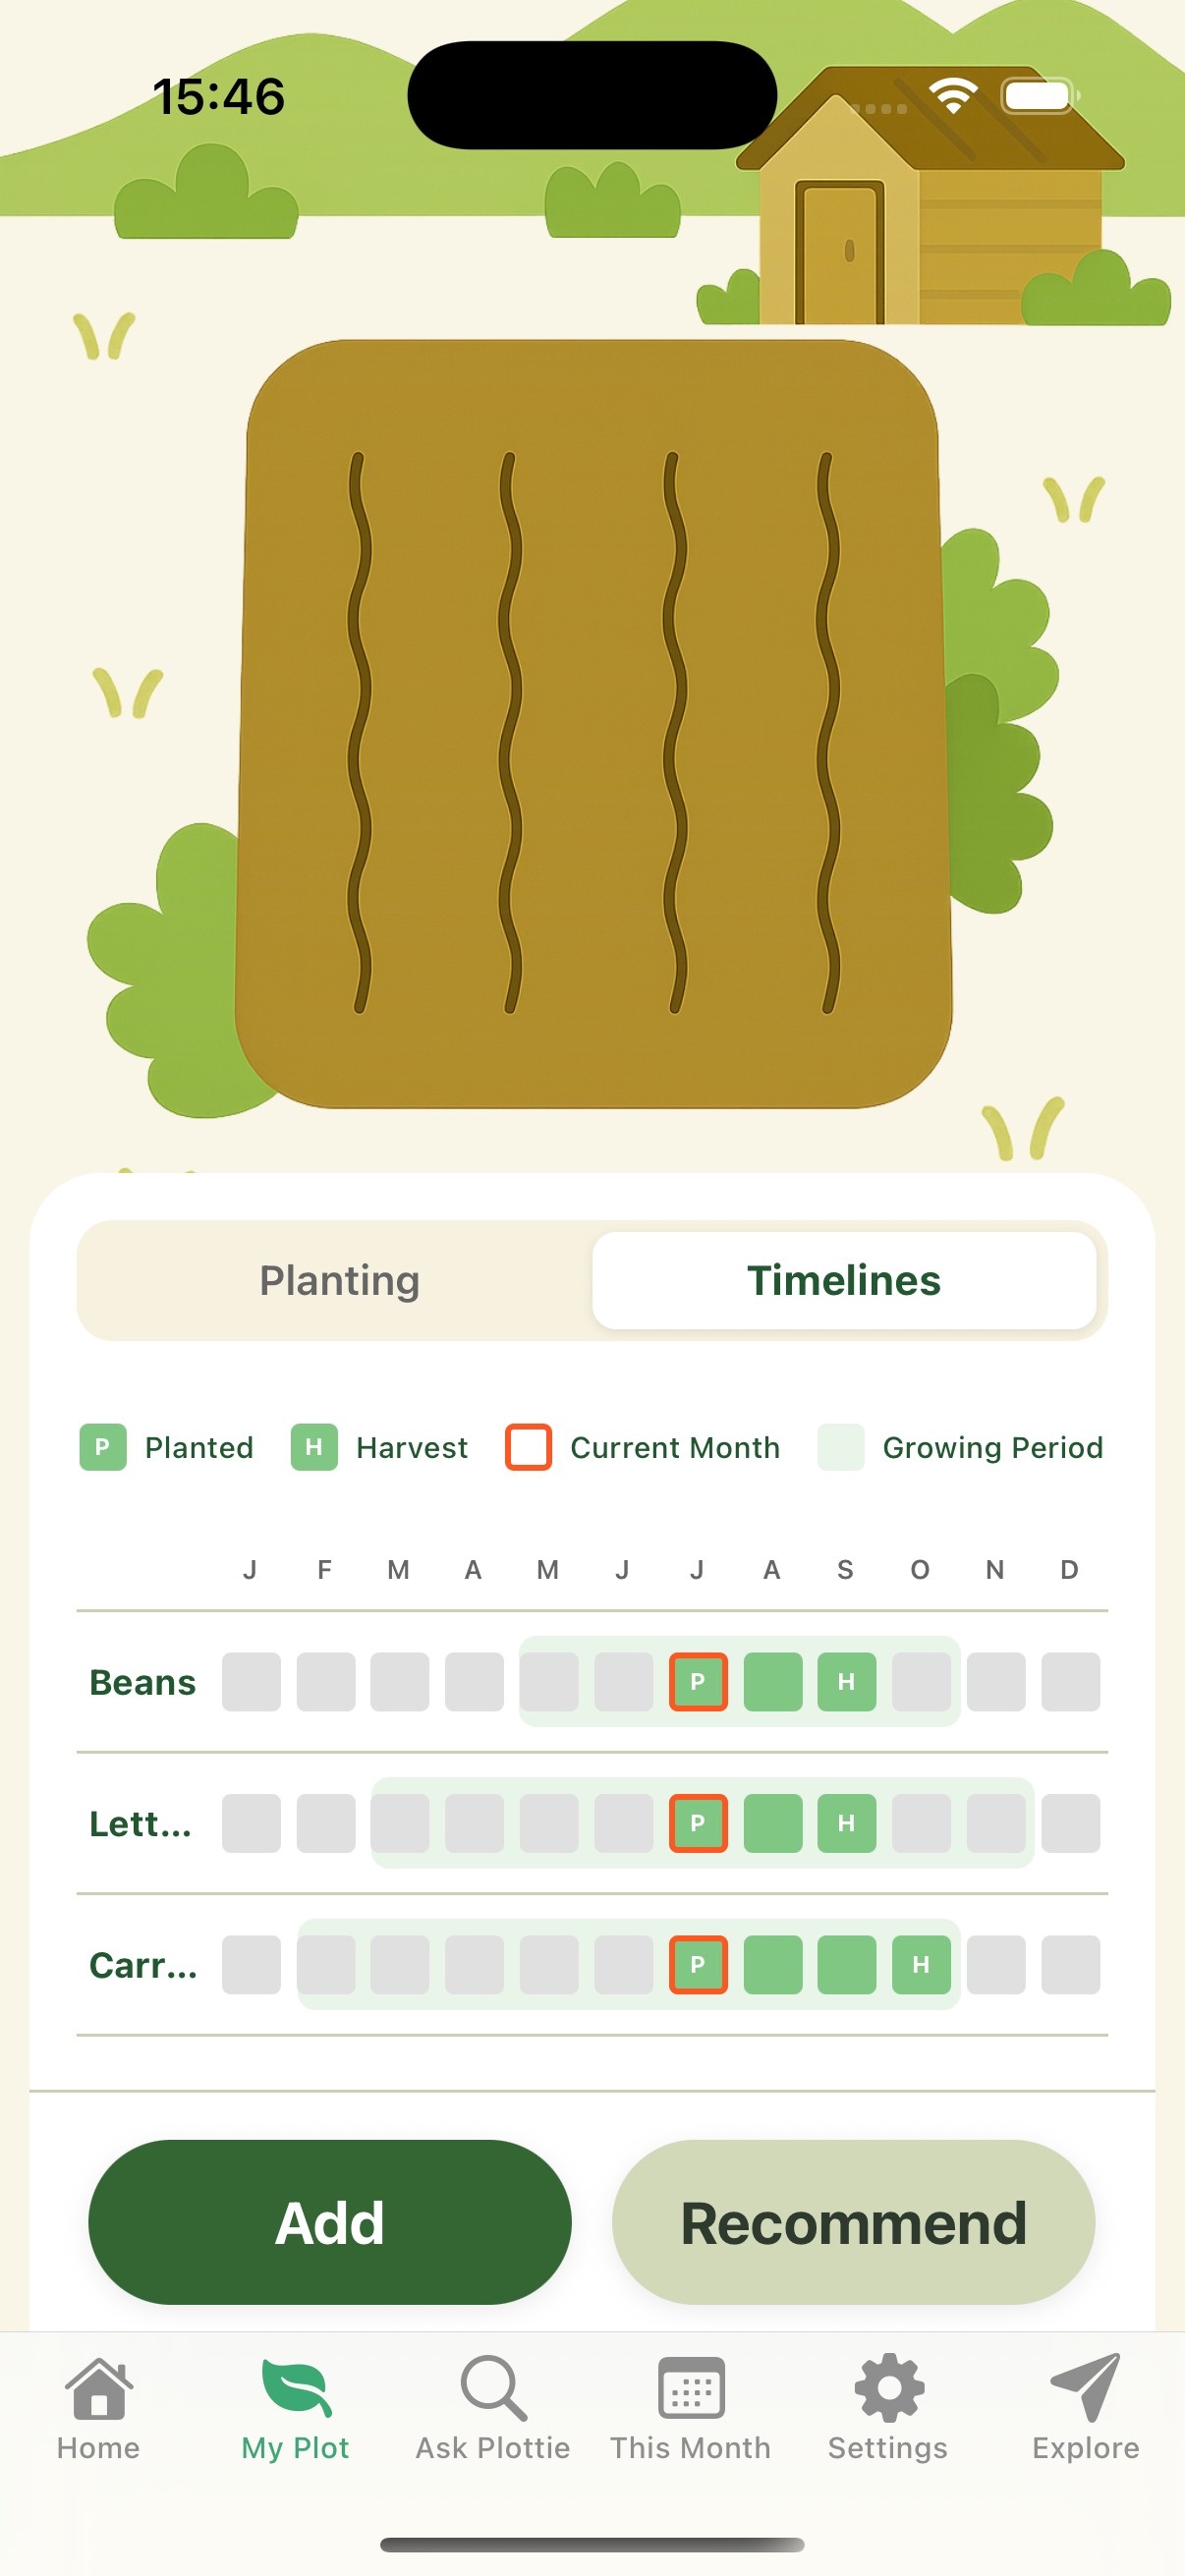 15:46
Planting Timelines
P Planted H Harvest Current Month Growing Period
J F M A M J J A S O N D
Beans P H
Lett... P H
Carr... P H
Add Recommend
Home My Plot Ask Plottie This Month Settings Explore